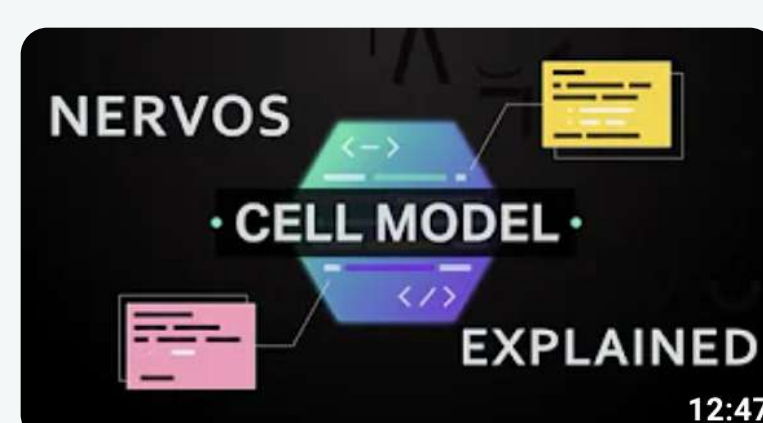 NERVOS
<->
• CELL MODEL •
</>
EXPLAINED
12:47